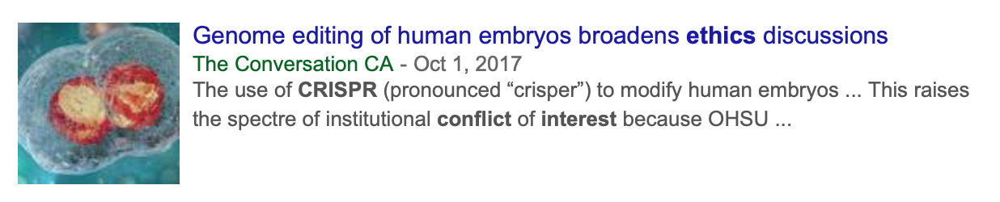 Genome editing of human embryos broadens ethics discussions
The Conversation CA - Oct 1, 2017
The use of CRISPR (pronounced “crisper”) to modify human embryos ... This raises
the spectre of institutional conflict of interest because OHSU ...